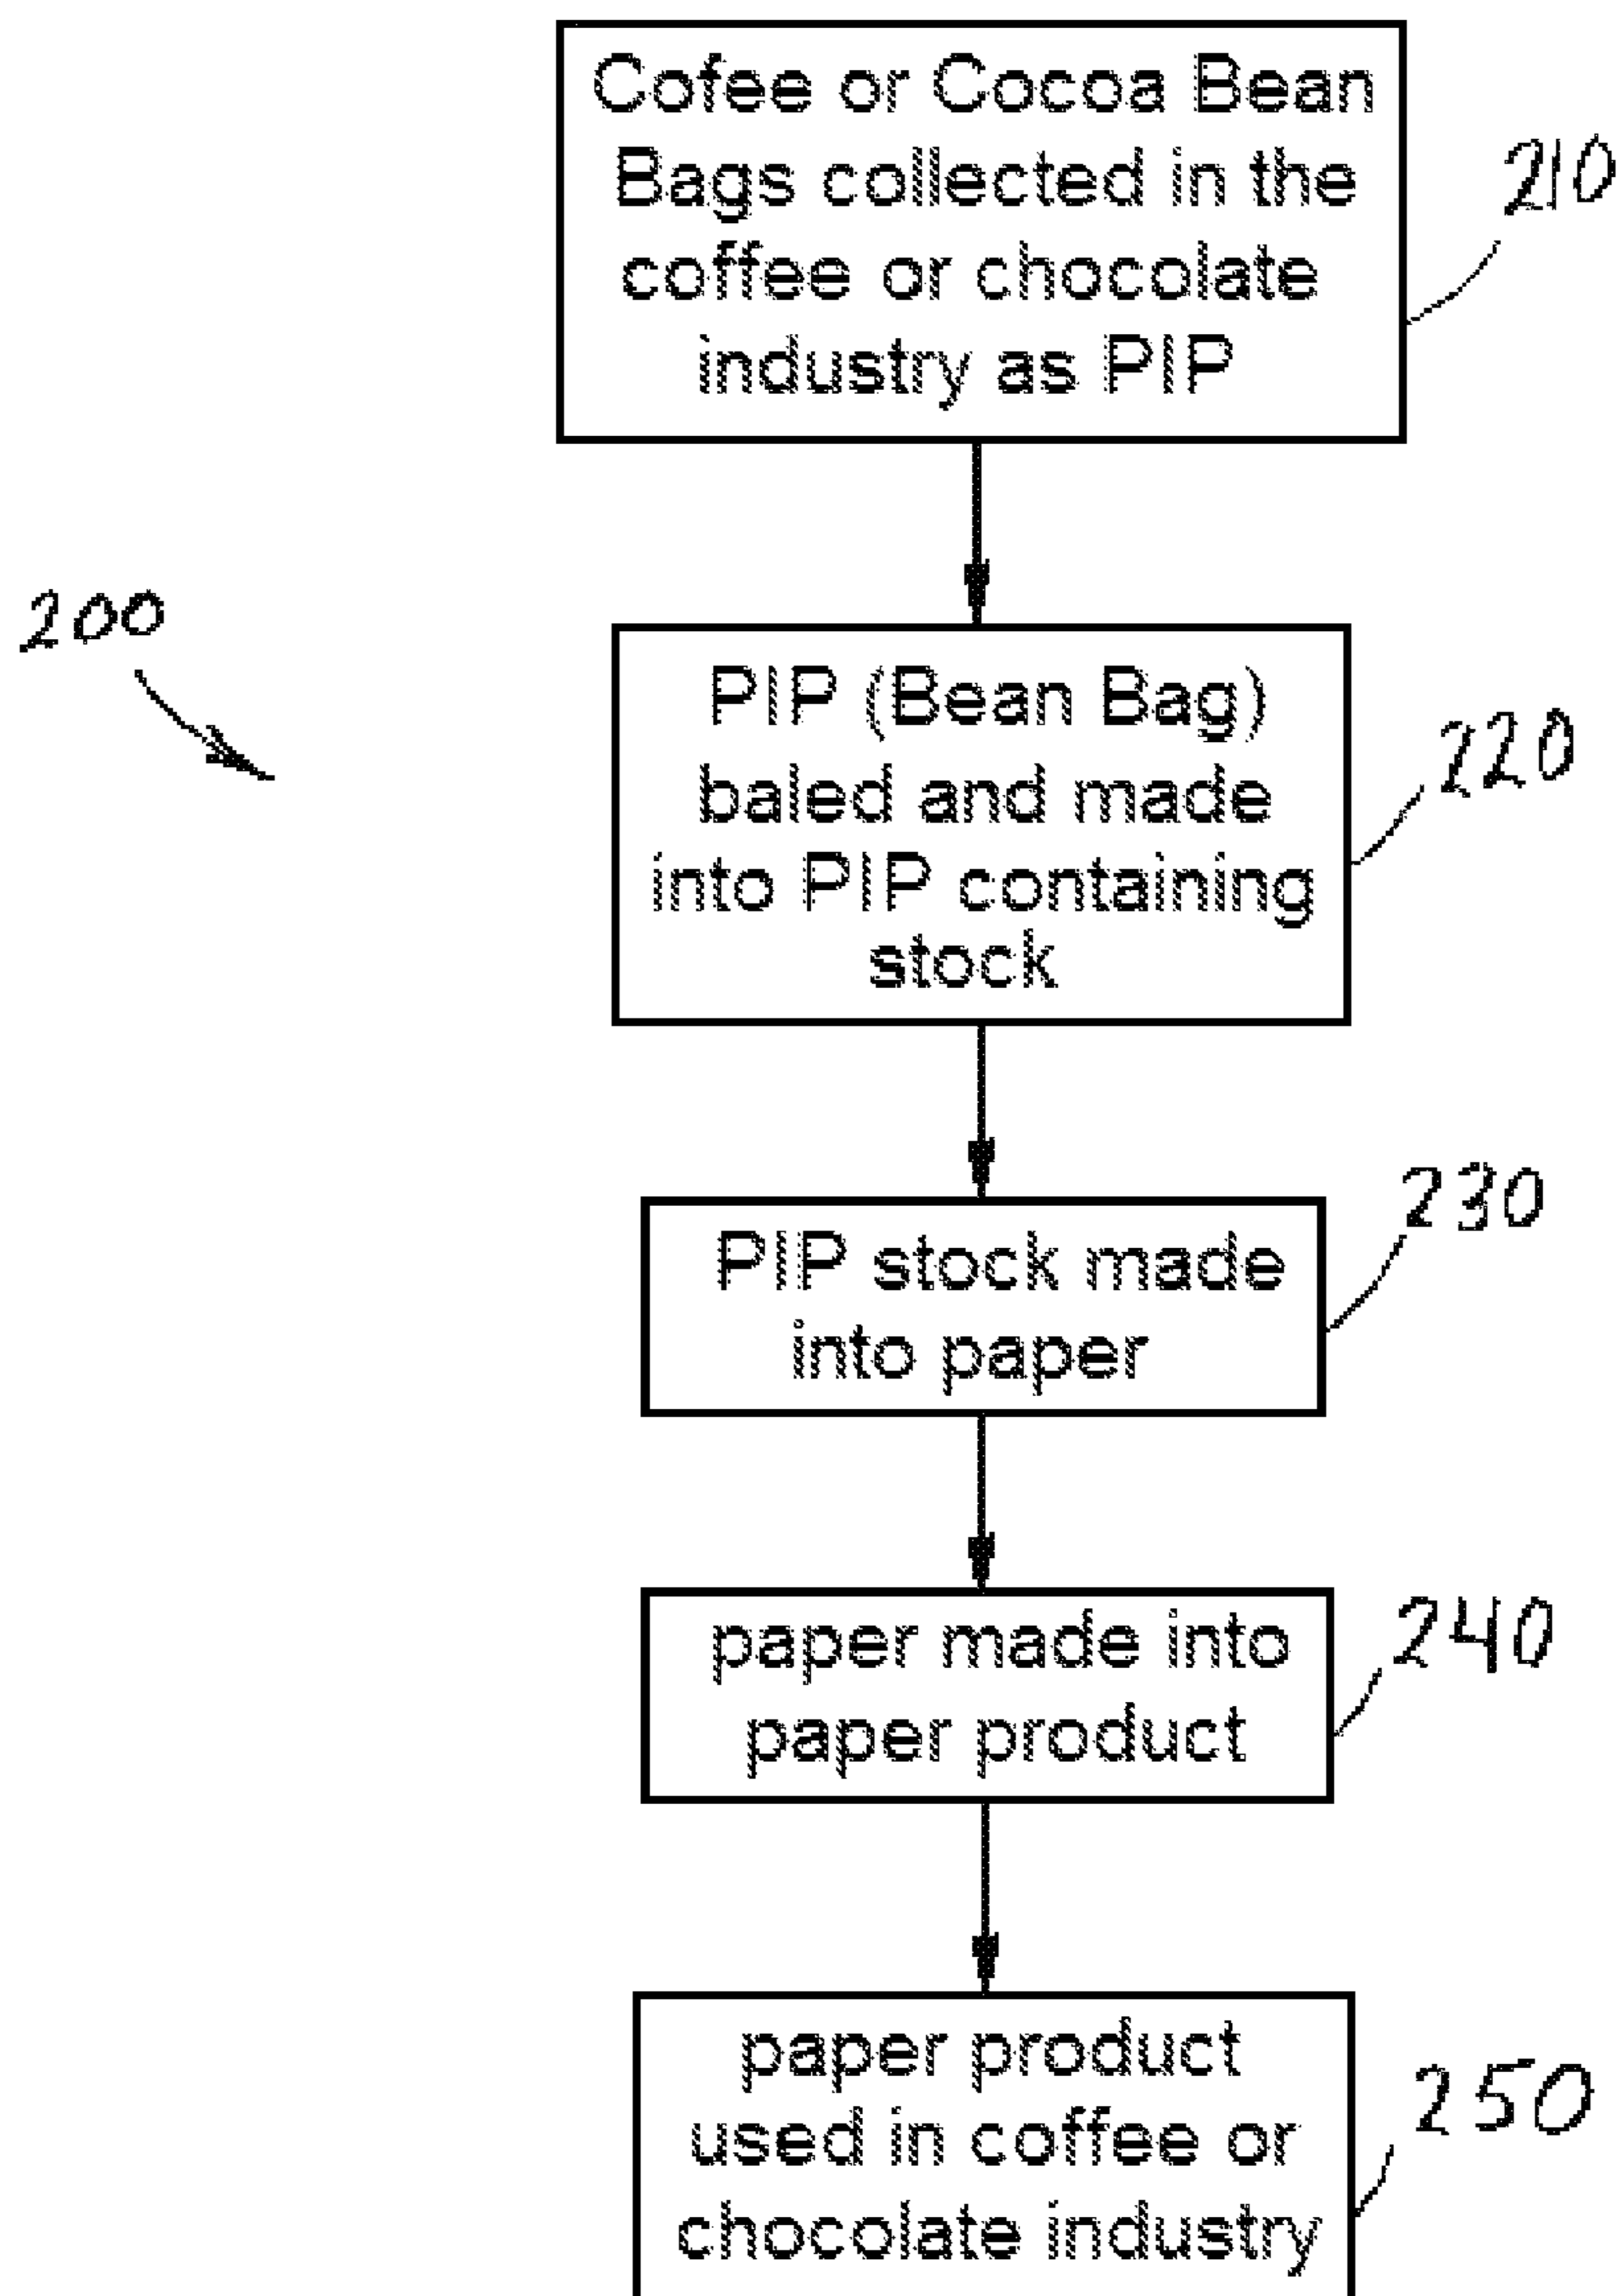 Cofee or Cocoa Bean
Bags collected in the
coffee or chocolate
industry as PIP
210
200
PIP (Bean Bag)
baled and made
into PIP containing
stock
220
PIP stock made
into paper
230
paper made into
paper product
240
paper product
used in coffee or
chocolate industry
250